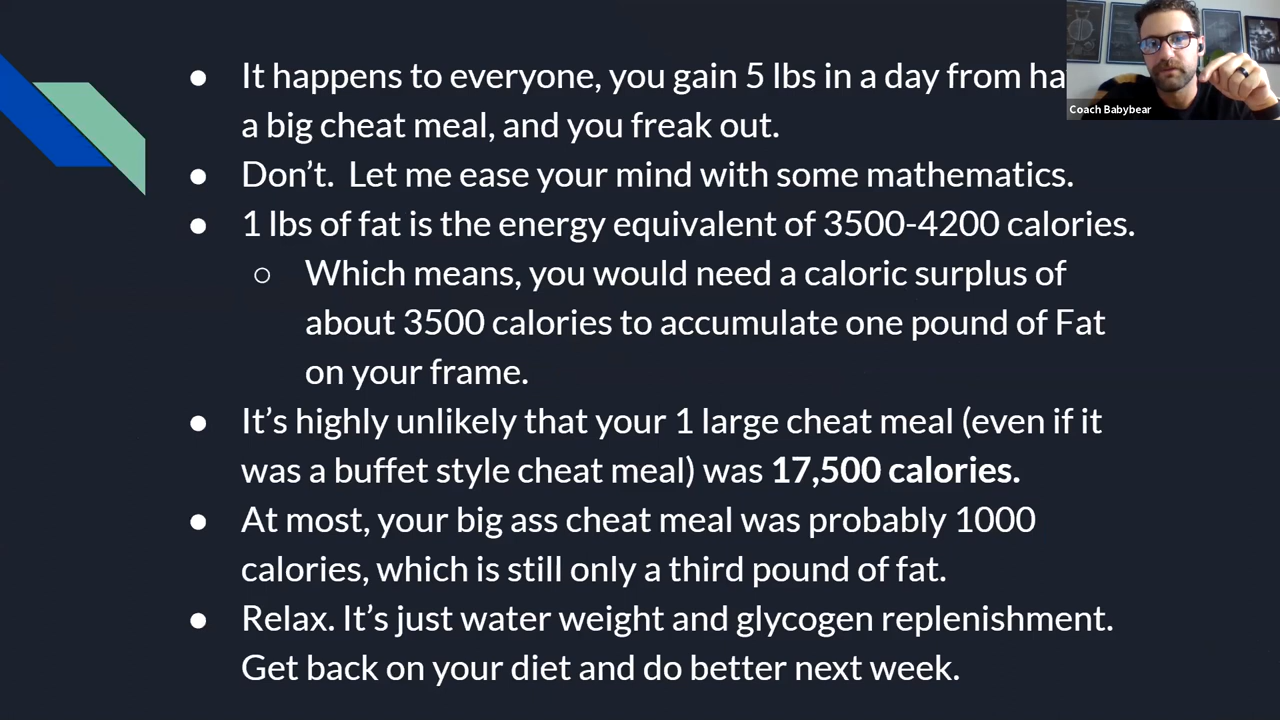 ● It happens to everyone, you gain 5 lbs in a day from
a big cheat meal, and you freak out.
● Don’t.  Let me ease your mind with some mathematics.
● 1 lbs of fat is the energy equivalent of 3500-4200 calories.
○ Which means, you would need a caloric surplus of
about 3500 calories to accumulate one pound of Fat
on your frame.
● It’s highly unlikely that your 1 large cheat meal (even if it
was a buffet style cheat meal) was 17,500 calories.
● At most, your big ass cheat meal was probably 1000
calories, which is still only a third pound of fat.
● Relax. It’s just water weight and glycogen replenishment.
Get back on your diet and do better next week.
Coach Babybear